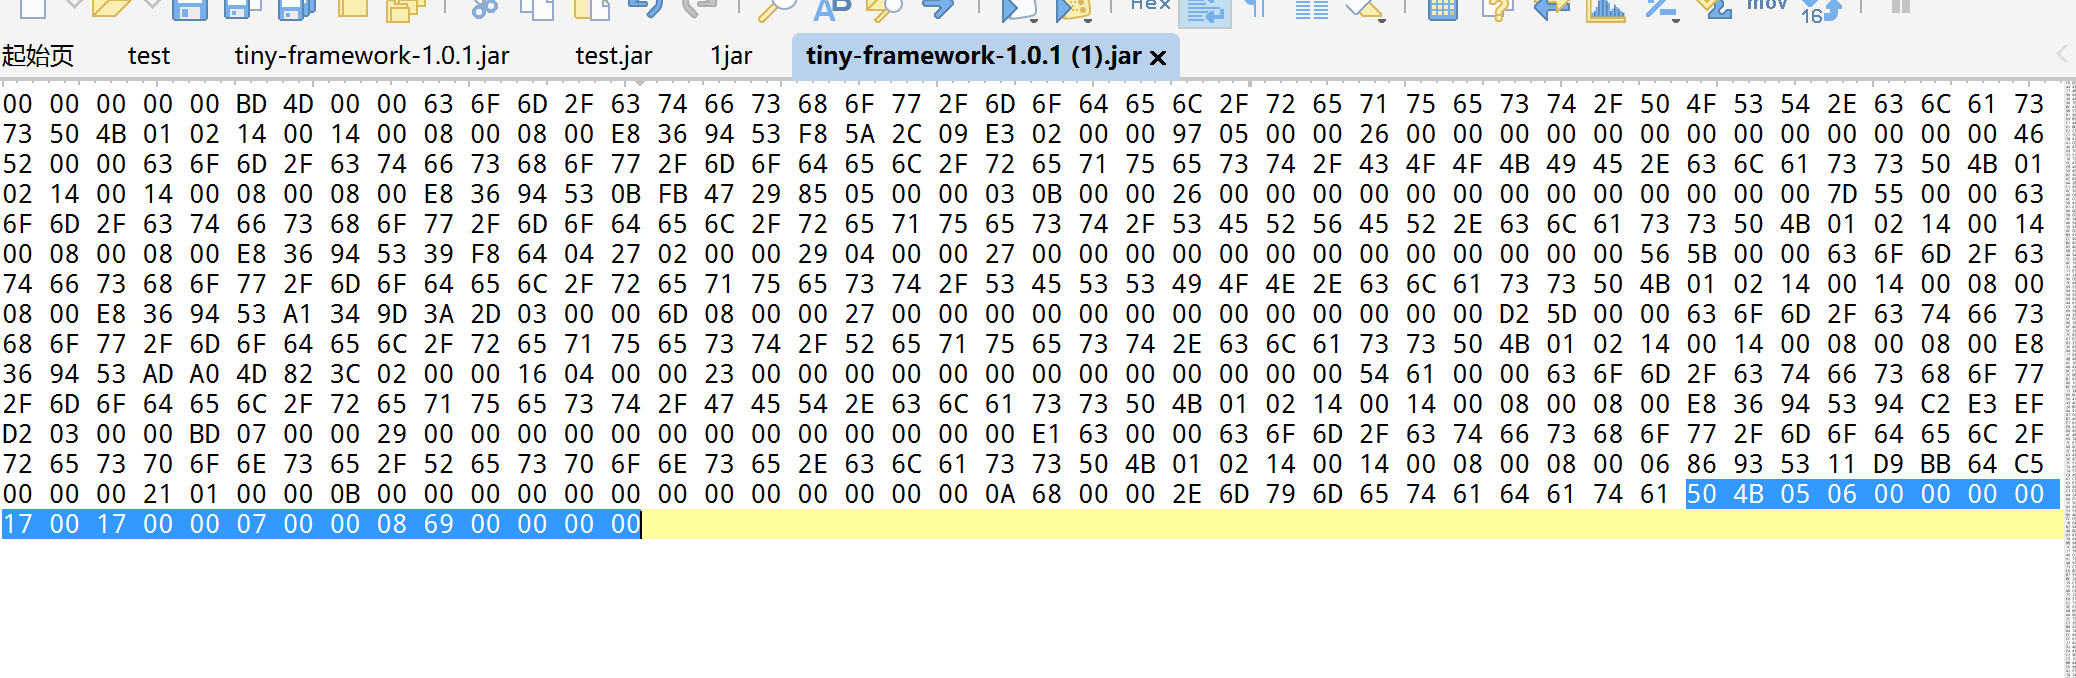 Hex
mov
16
起始页 test tiny-framework-1.0.1.jar test.jar 1jar tiny-framework-1.0.1 (1).jar
00 00 00 00 00 BD 4D 00 00 63 6F 6D 2F 63 74 66 73 68 6F 77 2F 6D 6F 64 65 6C 2F 72 65 71 75 65 73 74 2F 50 4F 53 54 2E 63 6C 61 73
73 50 4B 01 02 14 00 14 00 08 00 08 00 E8 36 94 53 F8 5A 2C 09 E3 02 00 00 97 05 00 00 26 00 00 00 00 00 00 00 00 00 00 00 00 00 46
52 00 00 63 6F 6D 2F 63 74 66 73 68 6F 77 2F 6D 6F 64 65 6C 2F 72 65 71 75 65 73 74 2F 43 4F 4F 4B 49 45 2E 63 6C 61 73 73 50 4B 01
02 14 00 14 00 08 00 08 00 E8 36 94 53 0B FB 47 29 85 05 00 00 03 0B 00 00 26 00 00 00 00 00 00 00 00 00 00 00 00 00 7D 55 00 00 63
6F 6D 2F 63 74 66 73 68 6F 77 2F 6D 6F 64 65 6C 2F 72 65 71 75 65 73 74 2F 53 45 52 56 45 52 2E 63 6C 61 73 73 50 4B 01 02 14 00 14
00 08 00 08 00 E8 36 94 53 39 F8 64 04 27 02 00 00 29 04 00 00 27 00 00 00 00 00 00 00 00 00 00 00 00 00 56 5B 00 00 63 6F 6D 2F 63
74 66 73 68 6F 77 2F 6D 6F 64 65 6C 2F 72 65 71 75 65 73 74 2F 53 45 53 53 49 4F 4E 2E 63 6C 61 73 73 50 4B 01 02 14 00 14 00 08 00
08 00 E8 36 94 53 A1 34 9D 3A 2D 03 00 00 6D 08 00 00 27 00 00 00 00 00 00 00 00 00 00 00 00 00 D2 5D 00 00 63 6F 6D 2F 63 74 66 73
68 6F 77 2F 6D 6F 64 65 6C 2F 72 65 71 75 65 73 74 2F 52 65 71 75 65 73 74 2E 63 6C 61 73 73 50 4B 01 02 14 00 14 00 08 00 08 00 E8
36 94 53 AD A0 4D 82 3C 02 00 00 16 04 00 00 23 00 00 00 00 00 00 00 00 00 00 00 00 00 54 61 00 00 63 6F 6D 2F 63 74 66 73 68 6F 77
2F 6D 6F 64 65 6C 2F 72 65 71 75 65 73 74 2F 47 45 54 2E 63 6C 61 73 73 50 4B 01 02 14 00 14 00 08 00 08 00 E8 36 94 53 94 C2 E3 EF
D2 03 00 00 BD 07 00 00 29 00 00 00 00 00 00 00 00 00 00 00 00 00 E1 63 00 00 63 6F 6D 2F 63 74 66 73 68 6F 77 2F 6D 6F 64 65 6C 2F
72 65 73 70 6F 6E 73 65 2F 52 65 73 70 6F 6E 73 65 2E 63 6C 61 73 73 50 4B 01 02 14 00 14 00 08 00 08 00 06 86 93 53 11 D9 BB 64 C5
00 00 00 21 01 00 00 0B 00 00 00 00 00 00 00 00 00 00 00 00 00 0A 68 00 00 2E 6D 79 6D 65 74 61 64 61 74 61 50 4B 05 06 00 00 00 00
17 00 17 00 00 07 00 00 08 69 00 00 00 00